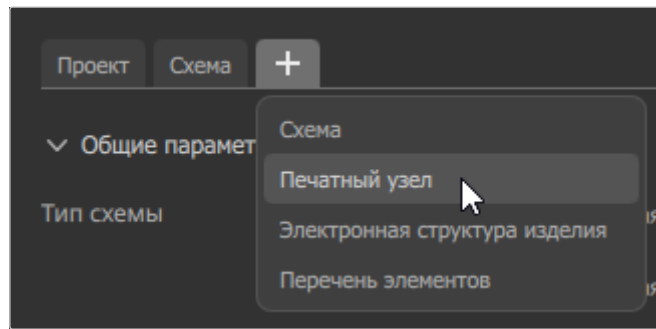 Проект Схема +
Схема
Общие парамет
Печатный узел
Тип схемы
Электронная структура изделия
Перечень элементов